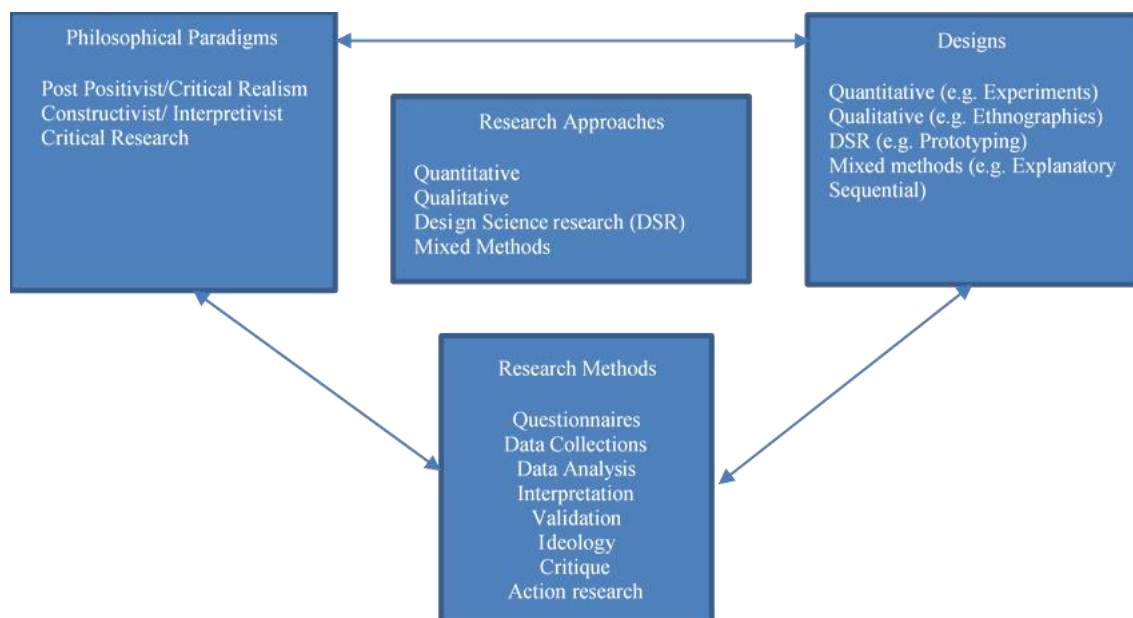 Philosophical Paradigms
Post Positivist/Critical Realism
Constructivist/ Interpretivist
Critical Research
Research Approaches
Quantitative
Qualitative
Design Science research (DSR)
Mixed Methods
Designs
Quantitative (e.g. Experiments)
Qualitative (e.g. Ethnographies)
DSR (e.g. Prototyping)
Mixed methods (e.g. Explanatory
Sequential)
Research Methods
Questionnaires
Data Collections
Data Analysis
Interpretation
Validation
Ideology
Critique
Action research